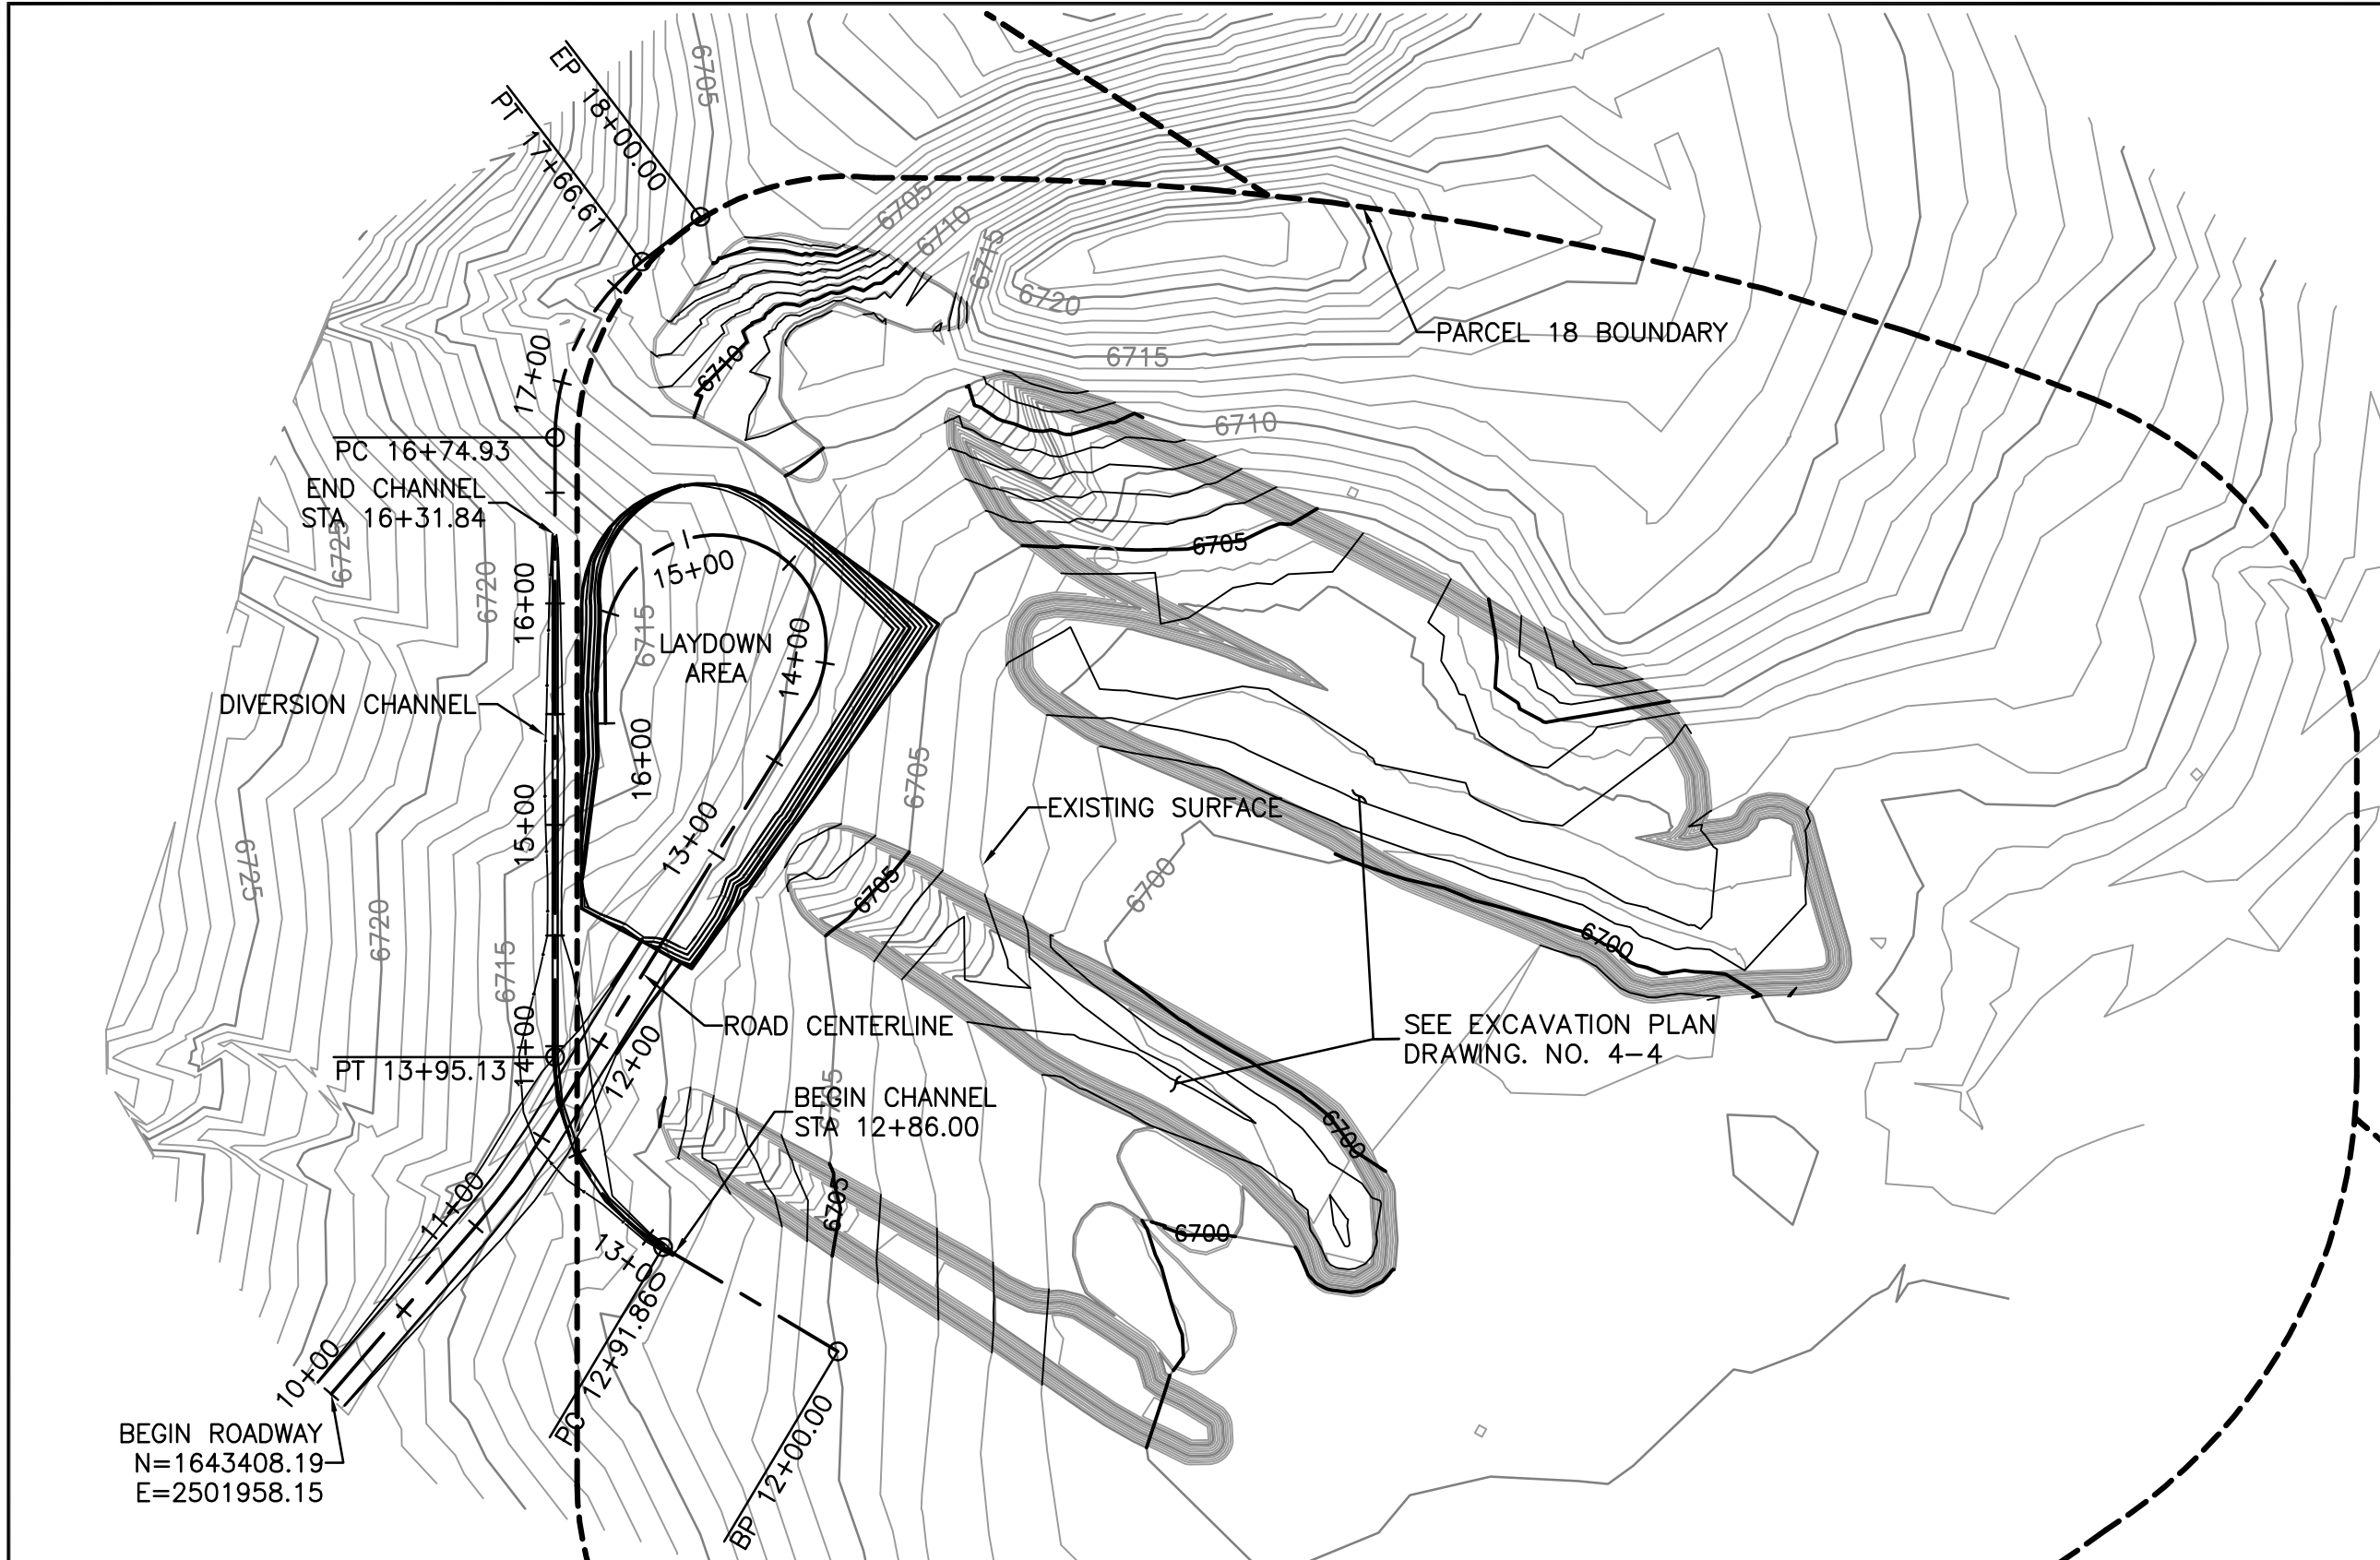 EP 18+00.00
PT 17+66.61
6705
6705
6710
6715
6720
PARCEL 18 BOUNDARY
6715
6710
6710
17+00
PC 16+74.93
END CHANNEL
STA 16+31.84
6725
6720
16+00
15+00
6715
LAYDOWN
AREA
14+00
6705
DIVERSION CHANNEL
16+00
6705
EXISTING SURFACE
15+00
13+00
6725
6720
6715
6705
6700
6700
ROAD CENTERLINE
SEE EXCAVATION PLAN
DRAWING. NO. 4-4
14+00
12+00
PT 13+95.13
6705
BEGIN CHANNEL
STA 12+86.00
6700
11+00
6705
6700
13+00
PC 12+91.86
10+00
BP 12+00.00
BEGIN ROADWAY
N=1643408.19
E=2501958.15